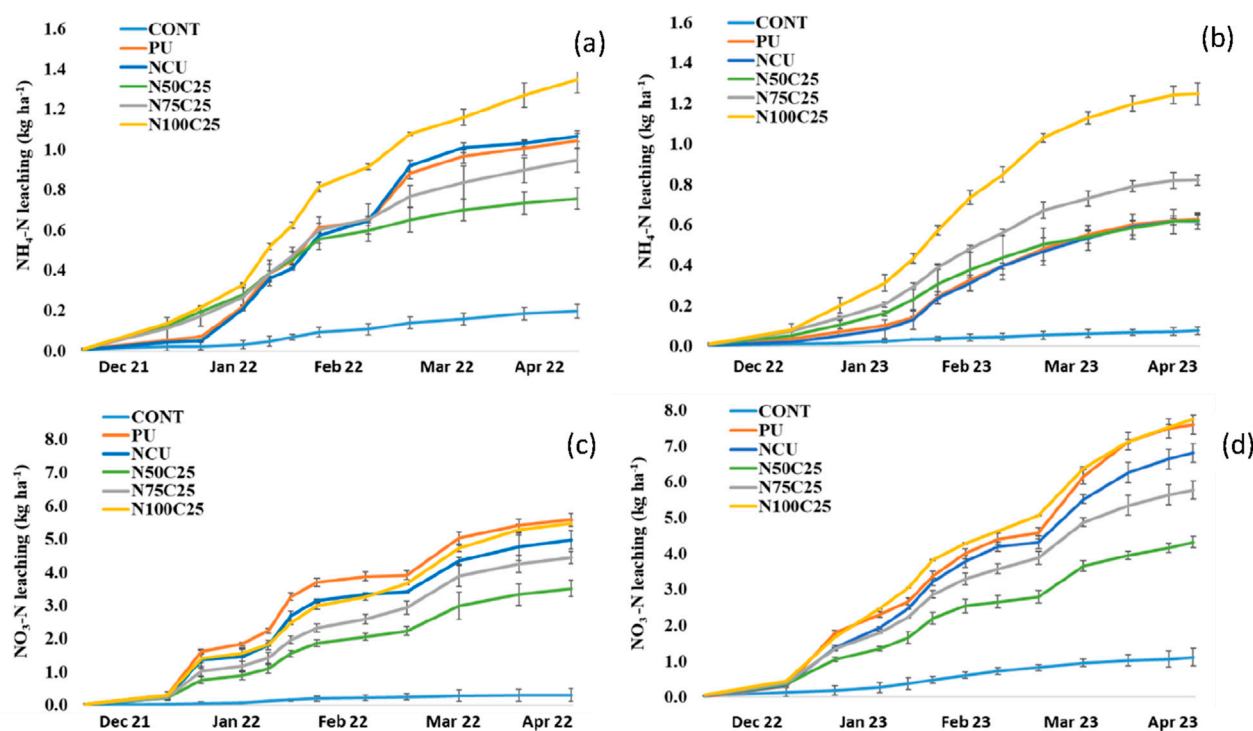 (a)
NH₄-N leaching (kg ha⁻¹)
1.6
1.4
1.2
1.0
0.8
0.6
0.4
0.2
0.0
CONT
PU
NCU
N50C25
N75C25
N100C25
Dec 21 Jan 22 Feb 22 Mar 22 Apr 22
(b)
NH₄-N leaching (kg ha⁻¹)
1.6
1.4
1.2
1.0
0.8
0.6
0.4
0.2
0.0
CONT
PU
NCU
N50C25
N75C25
N100C25
Dec 22 Jan 23 Feb 23 Mar 23 Apr 23
(c)
NO₃-N leaching (kg ha⁻¹)
8.0
7.0
6.0
5.0
4.0
3.0
2.0
1.0
0.0
CONT
PU
NCU
N50C25
N75C25
N100C25
Dec 21 Jan 22 Feb 22 Mar 22 Apr 22
(d)
NO₃-N leaching (kg ha⁻¹)
8.0
7.0
6.0
5.0
4.0
3.0
2.0
1.0
0.0
CONT
PU
NCU
N50C25
N75C25
N100C25
Dec 22 Jan 23 Feb 23 Mar 23 Apr 23